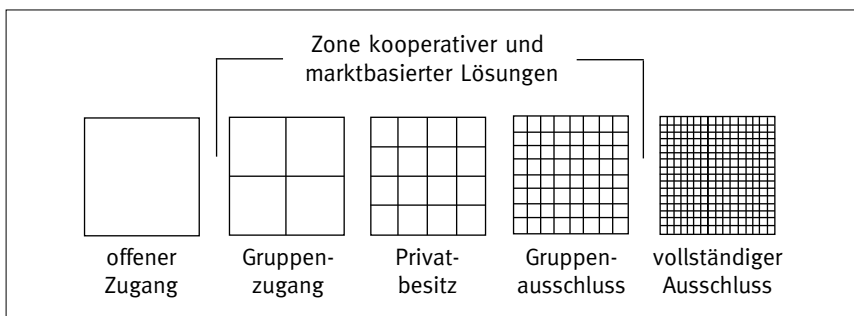 Zone kooperativer und
marktbasierter Lösungen
offener
Zugang
Gruppen-
zugang
Privat-
besitz
Gruppen-
ausschluss
vollständiger
Ausschluss